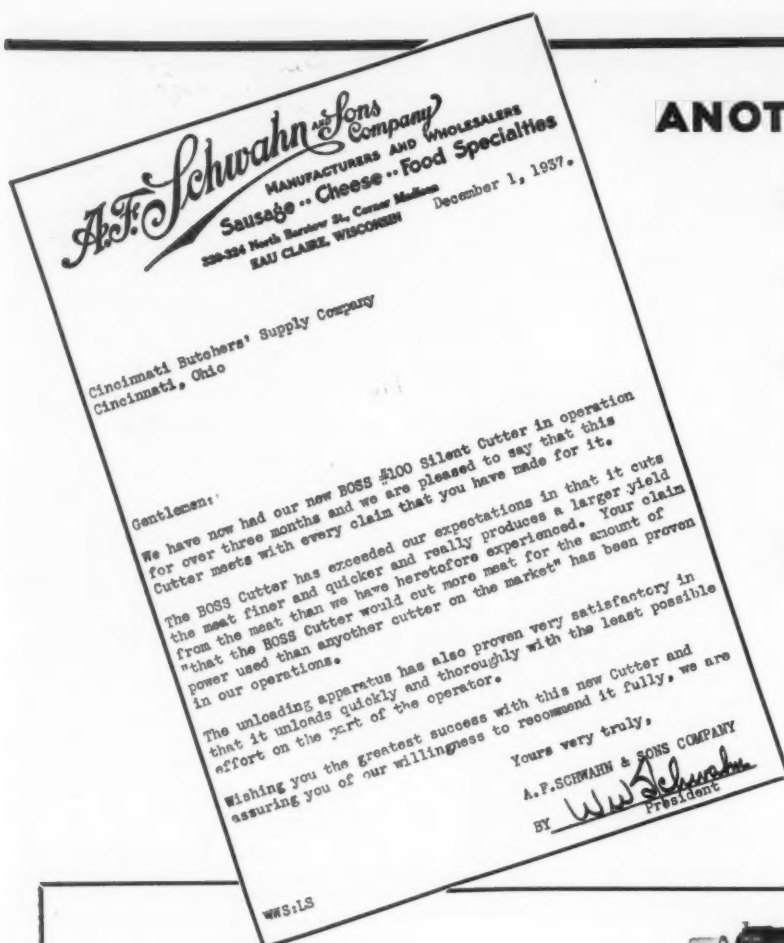 ANOT
A.F. Schwahn AND Sons
Company
MANUFACTURERS AND WHOLESALERS
Sausage •• Cheese •• Food Specialties
North Barstow St., Corner Madison
EAU CLAIRE, WISCONSIN
December 1, 1937.
Cincinnati Butchers' Supply Company
Cincinnati, Ohio
Gentlemen:
We have now had our new BOSS #100 Silent Cutter in operation
for over three months and we are pleased to say that this
Cutter meets with every claim that you have made for it.
The BOSS Cutter has exceeded our expectations in that it cuts
the meat finer and quicker and really produces a larger yield
from the meat than we have heretofore experienced. Your claim
"that the BOSS Cutter would cut more meat for the amount of
power used than anyother cutter on the market" has been proven
in our operations.
The unloading apparatus has also proven very satisfactory in
that it unloads quickly and thoroughly with the least possible
effort on the part of the operator.
Wishing you the greatest success with this new Cutter and
assuring you of our willingness to recommend it fully, we are
Yours very truly,
A.F.SCHWAHN & SONS COMPANY
BY WW Schwahn
President
WWS:LS